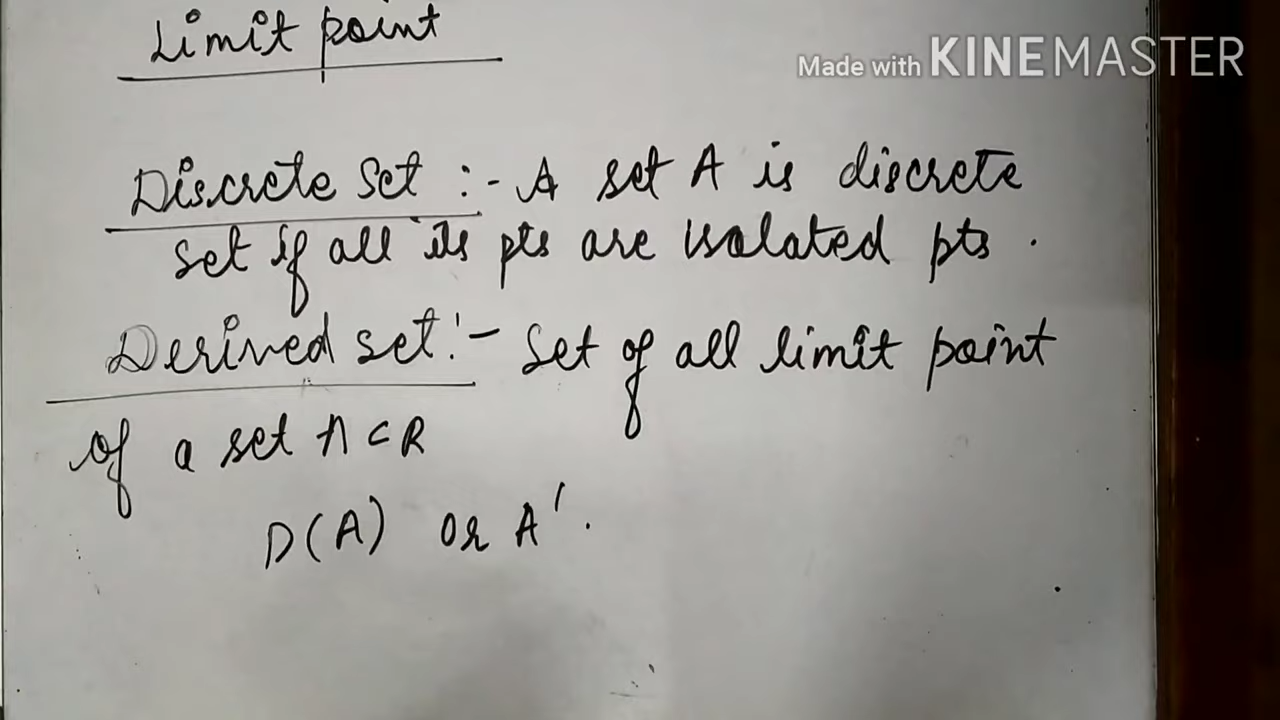 Limit point
Made with KINEMASTER
Discrete Set :- A set A is discrete
set if all its pts are isolated pts .
Derived set :- Set of all limit point
of a set A ⊂ R
D(A) or A' .